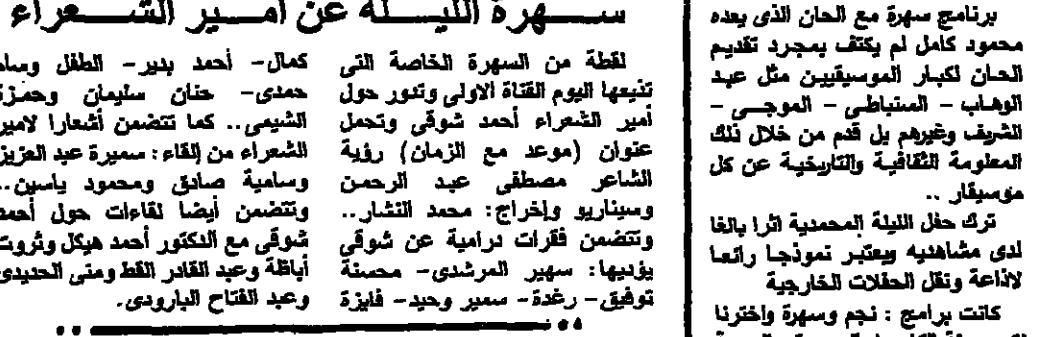 برنامج سهرة مع الحان الذى يعده
محمود كامل لم يكتف بمجرد تقديم
الحان لكبار الموسيقيين مثل عبد
الوهاب - السنباطى - الموجى -
الشريف وغيرهم بل قدم من خلال ذلك
المعلومة الثقافية والتاريخية عن كل
موسيقار ..
ترك حفل الليلة المحمدية اثرا بالغا
لدى مشاهديه ويعتبر نموذجا رائعا
لاذاعة ونقل الحفلات الخارجية
كانت برامج : نجم وسهرة واخترنا
سهرة الليلة عن أمير الشعراء
لقطة من السهرة الخاصة التى
تذيعها اليوم القناة الاولى وتدور حول
أمير الشعراء أحمد شوقى وتحمل
عنوان (موعد مع الزمان) رؤية
الشاعر مصطفى عبد الرحمن
وسيناريو وإخراج : محمد النشار ..
وتتضمن فقرات درامية عن شوقى
يؤديها : سهير المرشدى - محسنة
توفيق - رغدة - سمير وحيد - فايزة
كمال - أحمد بدير - الطفل وسام
حمدى - حنان سليمان وحمزة
الشيمى .. كما تتضمن أشعارا لامير
الشعراء من إلقاء : سميرة عبد العزيز
وسامية صادق ومحمود ياسين ..
وتتضمن أيضا لقاءات حول أحمد
شوقى مع الدكتور أحمد هيكل وثروت
أباظة وعبد القادر القط ومنى الحديدى
وعبد الفتاح البارودى .